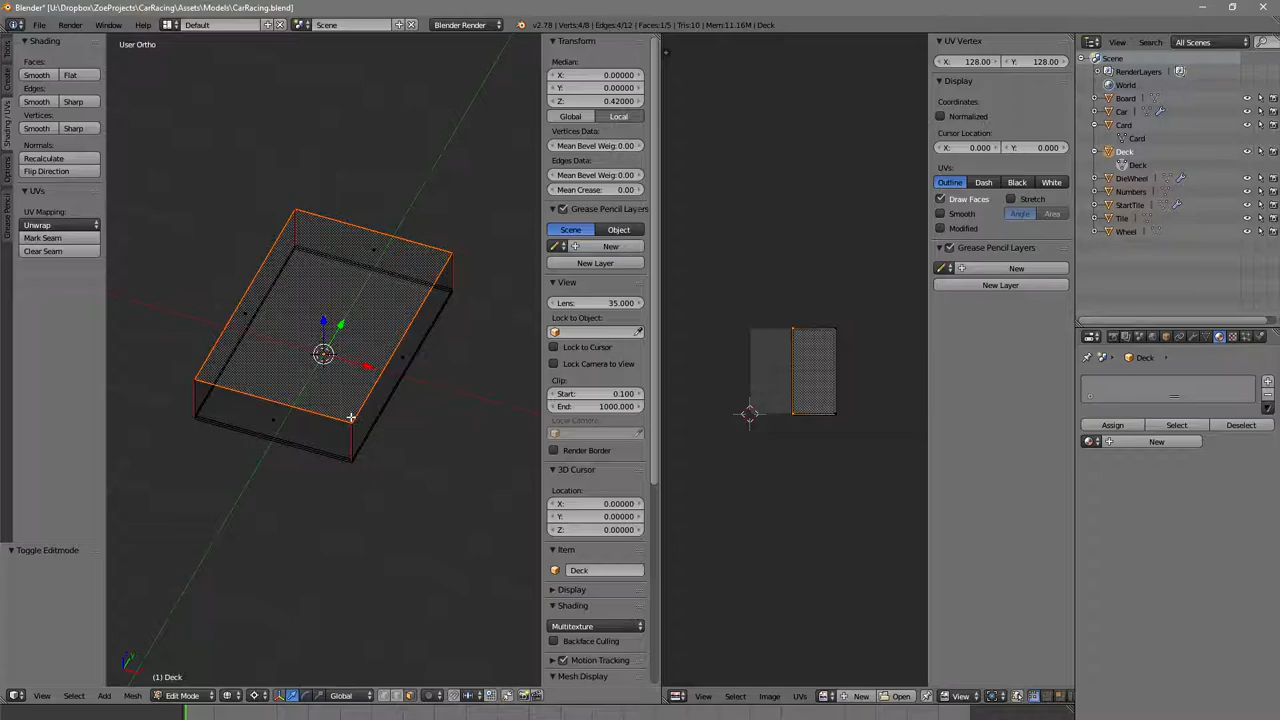 Blender* [U:\Dropbox\ZoeProjects\CarRacing\Assets\Models\CarRacing.blend]
File Render Window Help Default Scene Blender Render v2.78 | Verts:4/8 | Edges:4/12 | Faces:1/5 | Tris:10 | Mem:11.16M | Deck
Tools
Create
Shading / UVs
Options
Grease Pencil
Shading
Faces:
Smooth Flat
Edges:
Smooth Sharp
Vertices:
Smooth Sharp
Normals:
Recalculate
Flip Direction
UVs
UV Mapping:
Unwrap
Mark Seam
Clear Seam
Toggle Editmode
User Ortho
(1) Deck
Transform
Median:
X: 0.00000
Y: 0.00000
Z: 0.42000
Global Local
Vertices Data:
Mean Bevel Weig:0.00
Edges Data:
Mean Bevel Weig:0.00
Mean Crease: 0.00
Grease Pencil Layers
Scene Object
New
New Layer
View
Lens: 35.000
Lock to Object:
Lock to Cursor
Lock Camera to View
Clip:
Start: 0.100
End: 1000.000
Local Camera:
Render Border
3D Cursor
Location:
X: 0.00000
Y: 0.00000
Z: 0.00000
Item
Deck
Display
Shading
Multitexture
Backface Culling
Motion Tracking
Mesh Display
UV Vertex
X: 128.00 Y: 128.00
Display
Coordinates:
Normalized
Cursor Location:
X: 0.000 Y: 0.000
UVs:
Outline Dash Black White
Draw Faces Stretch
Smooth Angle Area
Modified
Grease Pencil Layers
New
New Layer
View Search All Scenes
Scene
RenderLayers
World
Board
Car
Card
Card
Deck
Deck
DieWheel
Numbers
StartTile
Tile
Wheel
Deck
Assign Select Deselect
New
View Select Add Mesh Edit Mode Global
View Select Image UVs New Open View